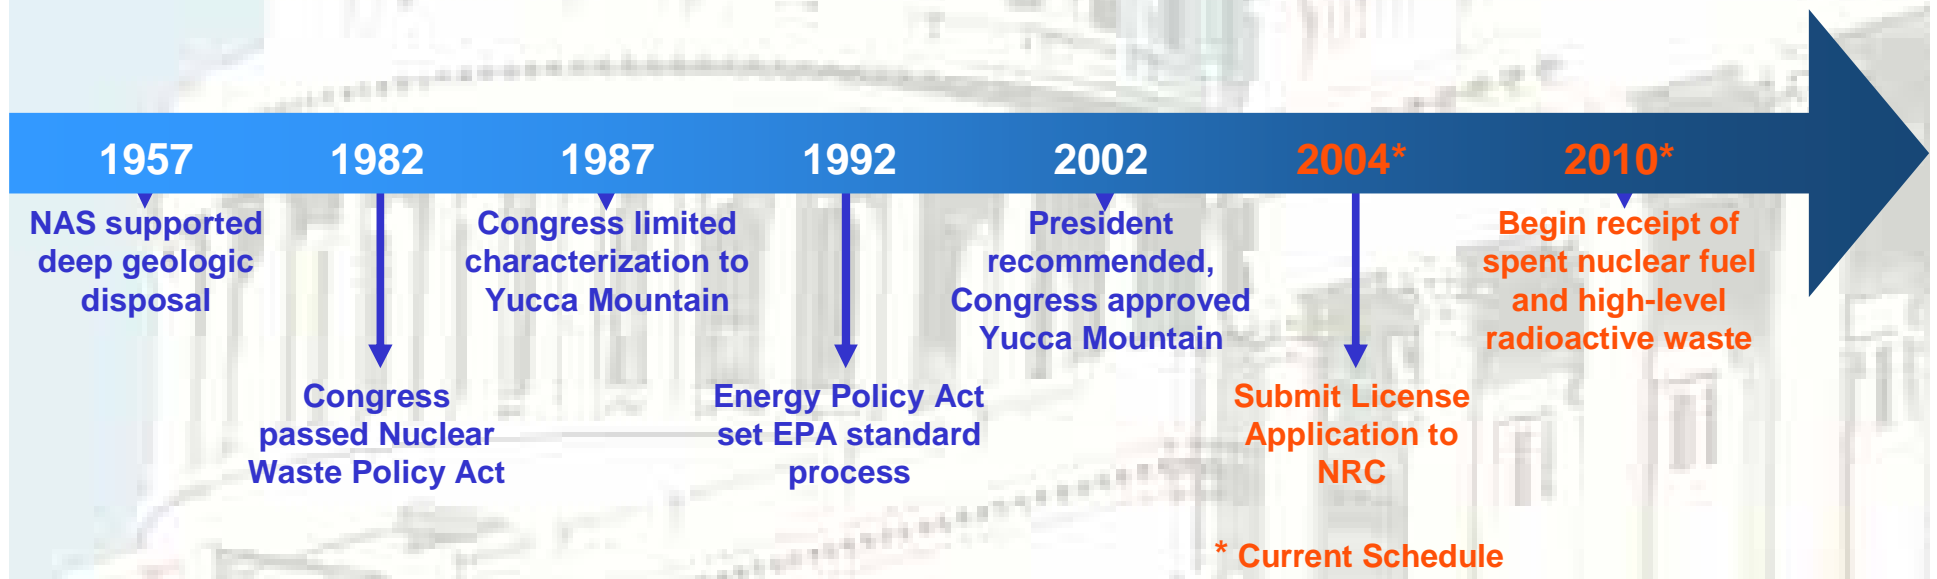 1957
1982
1987
1992
2002
2004*
2010*
NAS supported
deep geologic
disposal
Congress
passed Nuclear
Waste Policy Act
Congress limited
characterization to
Yucca Mountain
Energy Policy Act
set EPA standard
process
President
recommended,
Congress approved
Yucca Mountain
Submit License
Application to
NRC
Begin receipt of
spent nuclear fuel
and high-level
radioactive waste
* Current Schedule